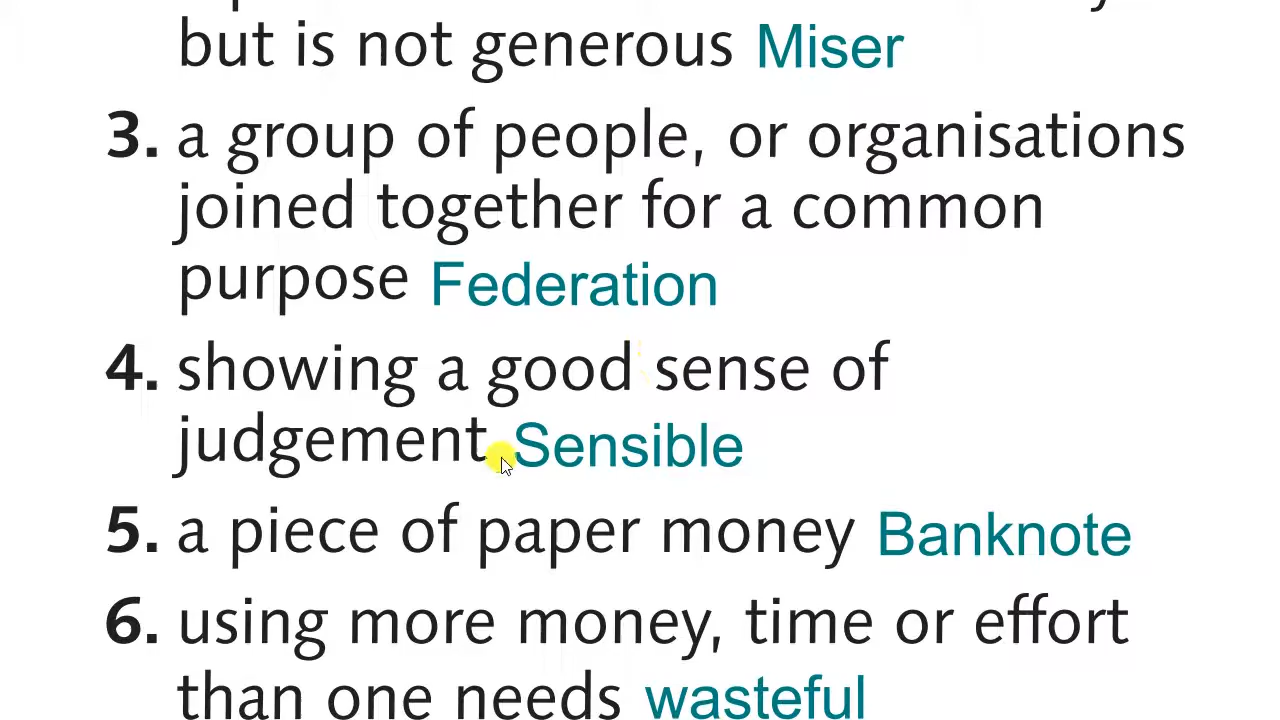 but is not generous Miser
3. a group of people, or organisations
joined together for a common
purpose Federation
4. showing a good sense of
judgement Sensible
5. a piece of paper money Banknote
6. using more money, time or effort
than one needs wasteful